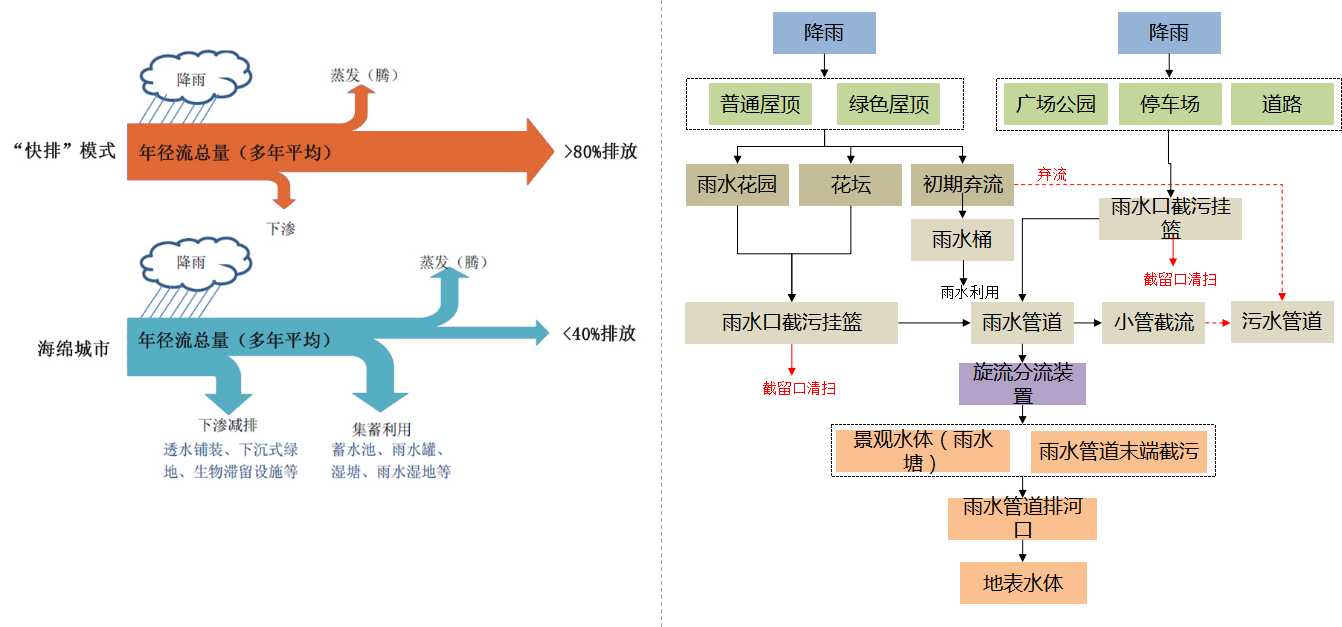 降雨
蒸发（腾）
“快排”模式
年径流总量（多年平均）
>80%排放
下渗
降雨
蒸发（腾）
海绵城市
年径流总量（多年平均）
<40%排放
下渗减排
透水铺装、下沉式绿
地、生物滞留设施等
集蓄利用
蓄水池、雨水罐、
湿塘、雨水湿地等
降雨
降雨
普通屋顶
绿色屋顶
广场公园
停车场
道路
雨水花园
花坛
初期弃流
弃流
雨水口截污挂
篮
雨水桶
截留口清扫
雨水利用
雨水口截污挂篮
雨水管道
小管截流
污水管道
截留口清扫
旋流分流装
置
景观水体（雨水
塘）
雨水管道末端截污
雨水管道排河
口
地表水体